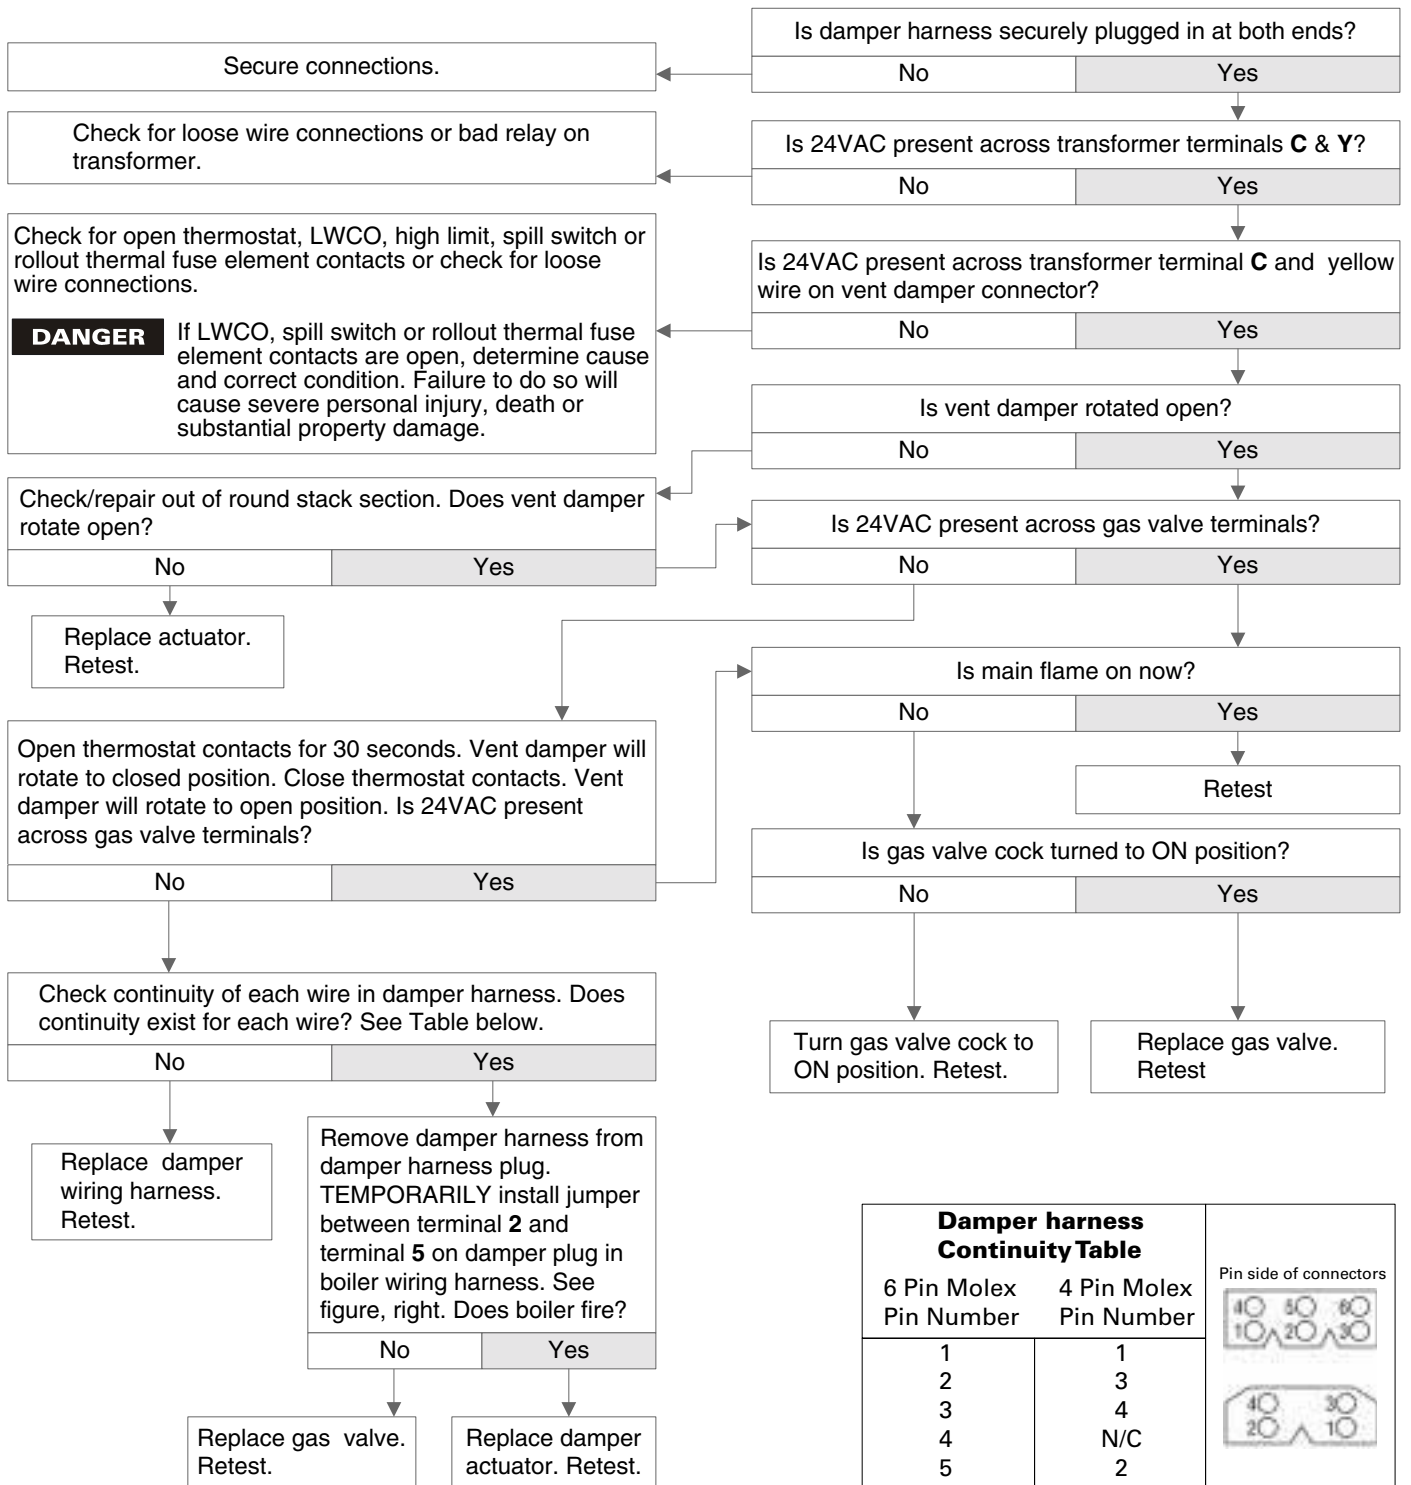 Is damper harness securely plugged in at both ends?
No
Yes
Secure connections.
Is 24VAC present across transformer terminals C & Y?
No
Yes
Check for loose wire connections or bad relay on
transformer.
Is 24VAC present across transformer terminal C and yellow
wire on vent damper connector?
No
Yes
Check for open thermostat, LWCO, high limit, spill switch or
rollout thermal fuse element contacts or check for loose
wire connections.
DANGER
If LWCO, spill switch or rollout thermal fuse
element contacts are open, determine cause
and correct condition. Failure to do so will
cause severe personal injury, death or
substantial property damage.
Is vent damper rotated open?
No
Yes
Check/repair out of round stack section. Does vent damper
rotate open?
No
Yes
Replace actuator.
Retest.
Is 24VAC present across gas valve terminals?
No
Yes
Is main flame on now?
No
Yes
Retest
Open thermostat contacts for 30 seconds. Vent damper will
rotate to closed position. Close thermostat contacts. Vent
damper will rotate to open position. Is 24VAC present
across gas valve terminals?
No
Yes
Is gas valve cock turned to ON position?
No
Yes
Turn gas valve cock to
ON position. Retest.
Replace gas valve.
Retest
Check continuity of each wire in damper harness. Does
continuity exist for each wire? See Table below.
No
Yes
Replace damper
wiring harness.
Retest.
Remove damper harness from
damper harness plug.
TEMPORARILY install jumper
between terminal 2 and
terminal 5 on damper plug in
boiler wiring harness. See
figure, right. Does boiler fire?
No
Yes
Replace gas valve.
Retest.
Replace damper
actuator. Retest.
Damper harness
Continuity Table
6 Pin Molex
Pin Number
4 Pin Molex
Pin Number
1 1
2 3
3 4
4 N/C
5 2
Pin side of connectors
4 5 6
1 2 3
4 3
2 1